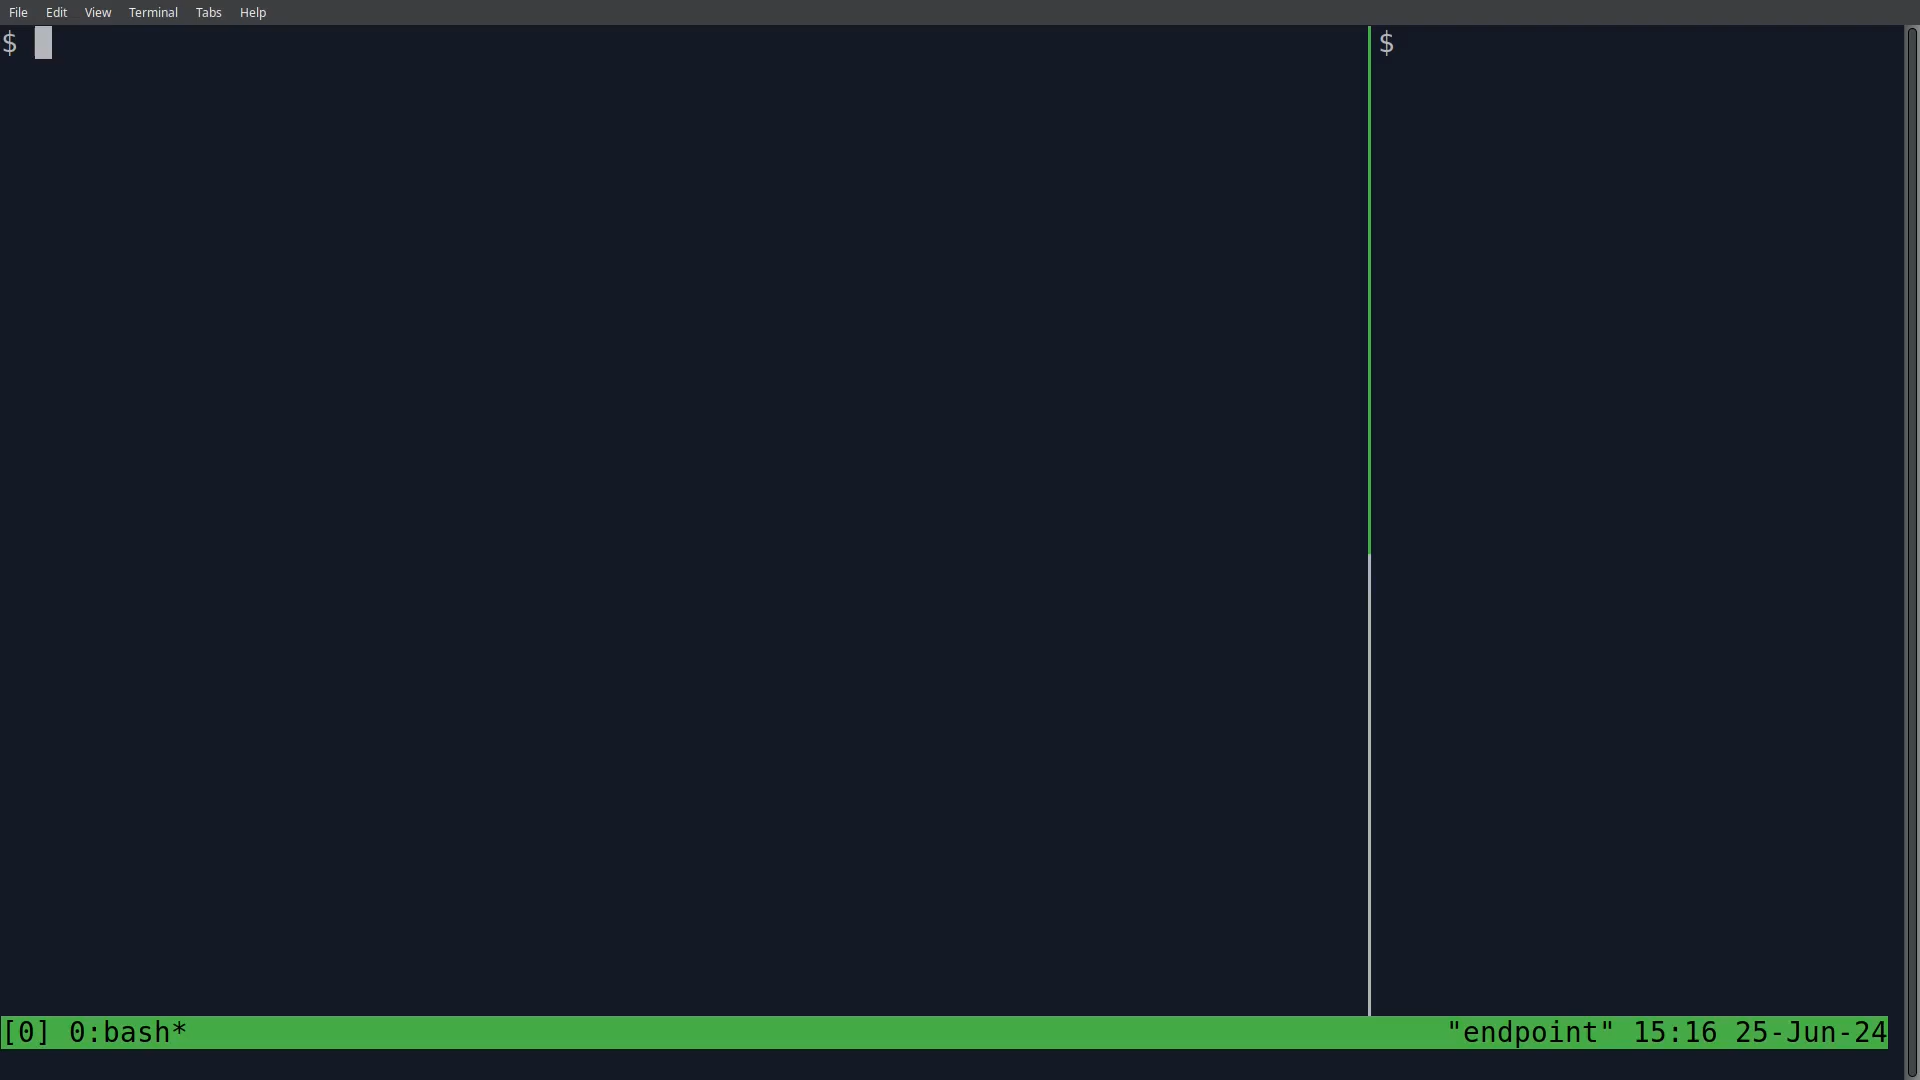 File Edit View Terminal Tabs Help
$
$
[0] 0:bash* "endpoint" 15:16 25-Jun-24